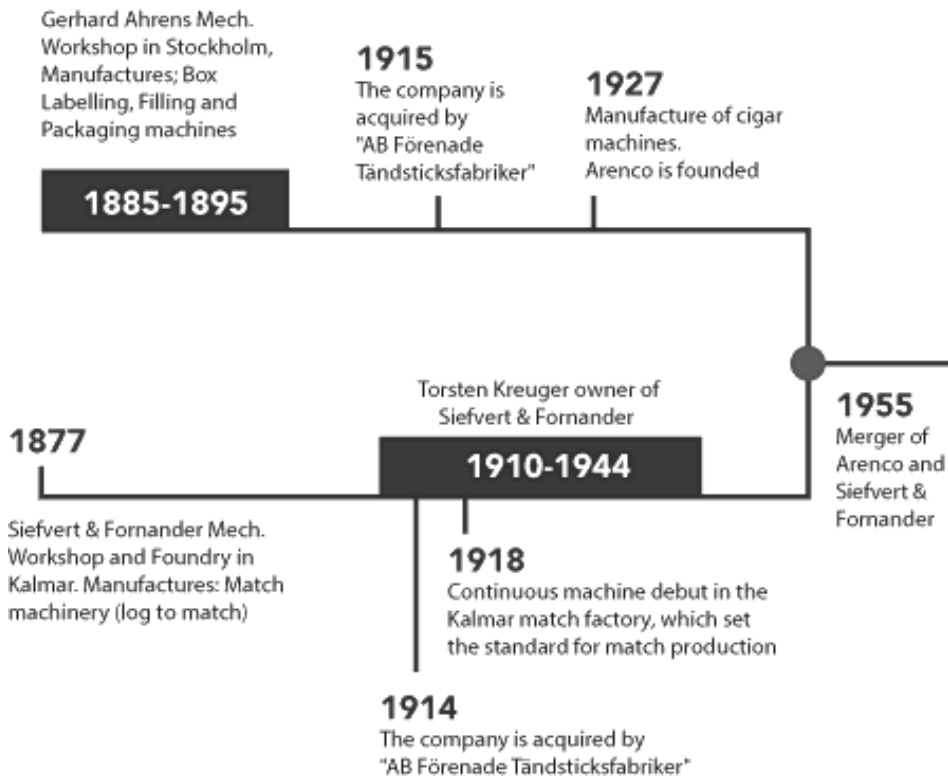 Gerhard Ahrens Mech.
Workshop in Stockholm,
Manufactures; Box
Labelling, Filling and
Packaging machines
1885-1895
1915
The company is
acquired by
"AB Förenade
Tändsticksfabriker"
1927
Manufacture of cigar
machines.
Arenco is founded
1877
Siefvert & Fornander Mech.
Workshop and Foundry in
Kalmar. Manufactures: Match
machinery (log to match)
Torsten Kreuger owner of
Siefvert & Fornander
1910-1944
1918
Continuous machine debut in the
Kalmar match factory, which set
the standard for match production
1914
The company is acquired by
"AB Förenade Tändsticksfabriker"
1955
Merger of
Arenco and
Siefvert &
Fornander